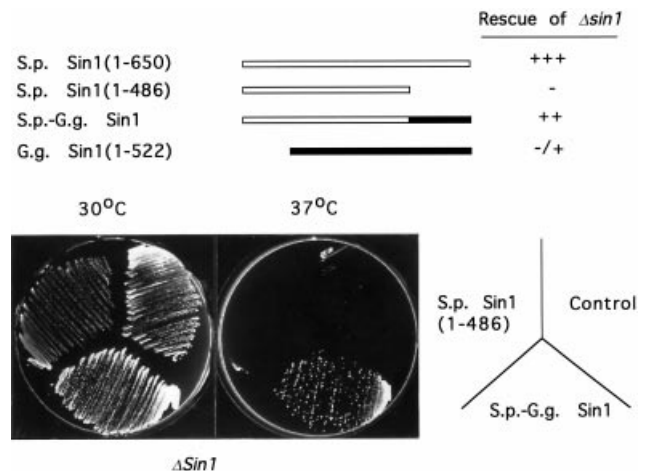 Rescue of Δsin1
S.p. Sin1(1-650) +++
S.p. Sin1(1-486) -
S.p.-G.g. Sin1 ++
G.g. Sin1(1-522) -/+
30°C 37°C
S.p. Sin1 Control
(1-486)
S.p.-G.g. Sin1
ΔSin1